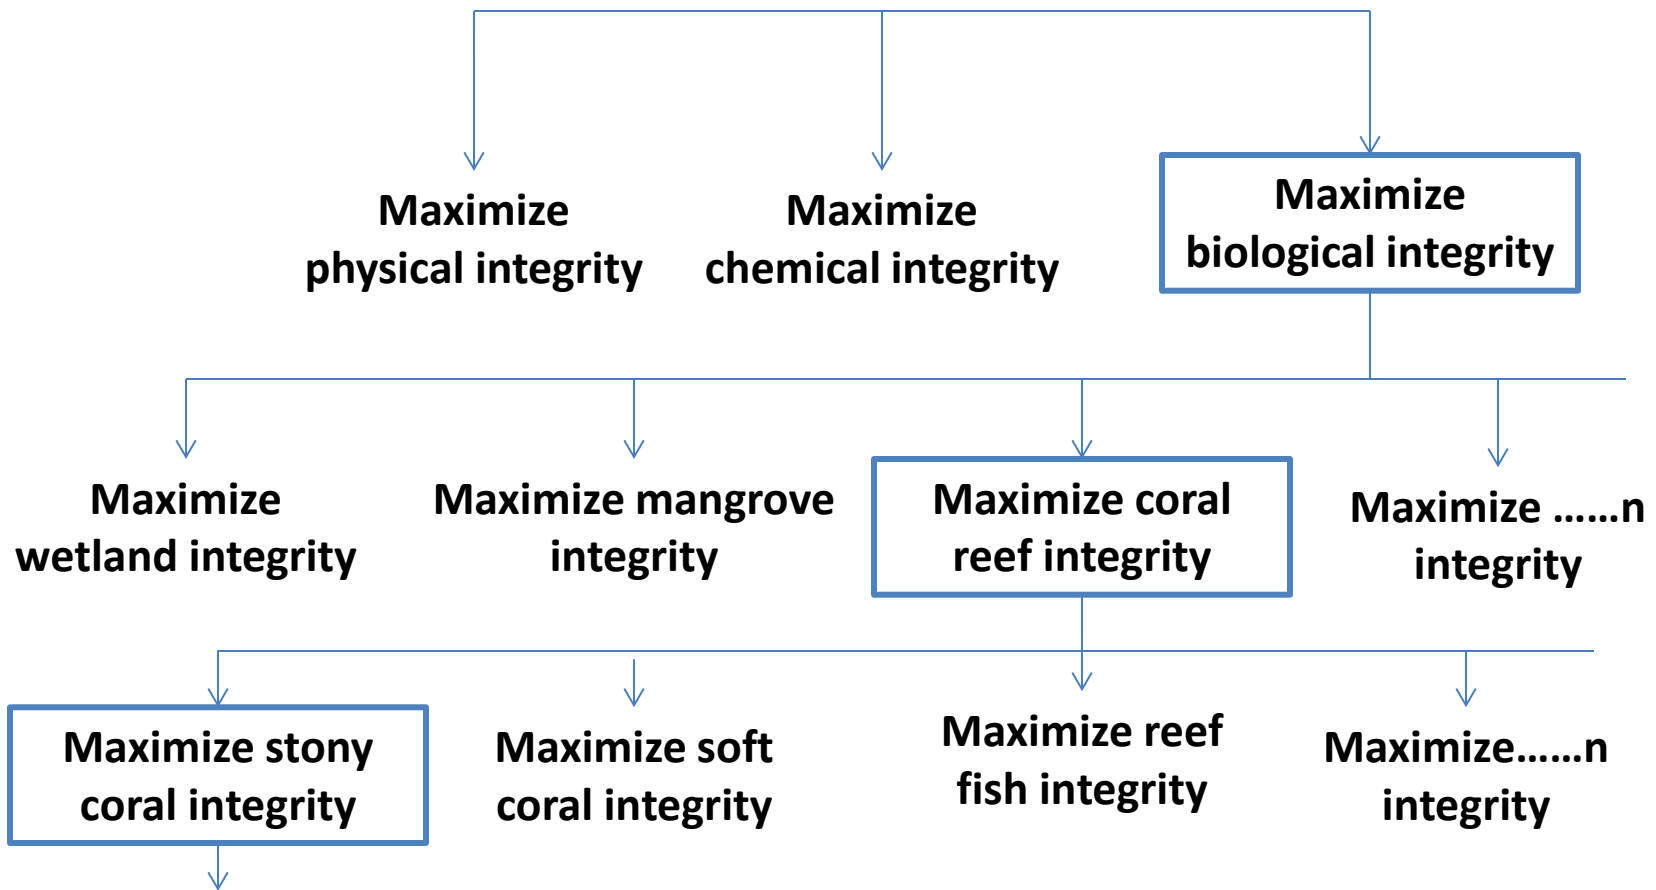 Maximize
physical integrity
Maximize
chemical integrity
Maximize
biological integrity
Maximize
wetland integrity
Maximize mangrove
integrity
Maximize coral
reef integrity
Maximize ......n
integrity
Maximize stony
coral integrity
Maximize soft
coral integrity
Maximize reef
fish integrity
Maximize......n
integrity